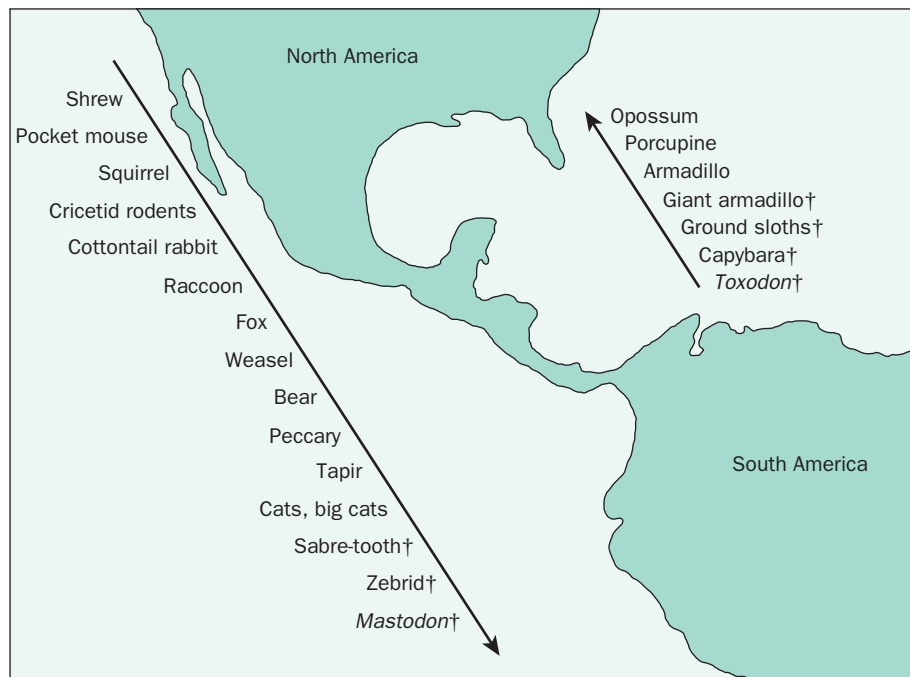 North America
Shrew
Pocket mouse
Squirrel
Cricetid rodents
Cottontail rabbit
Raccoon
Fox
Weasel
Bear
Peccary
Tapir
Cats, big cats
Sabre-tooth†
Zebrid†
Mastodon†
Opossum
Porcupine
Armadillo
Giant armadillo†
Ground sloths†
Capybara†
Toxodon†
South America